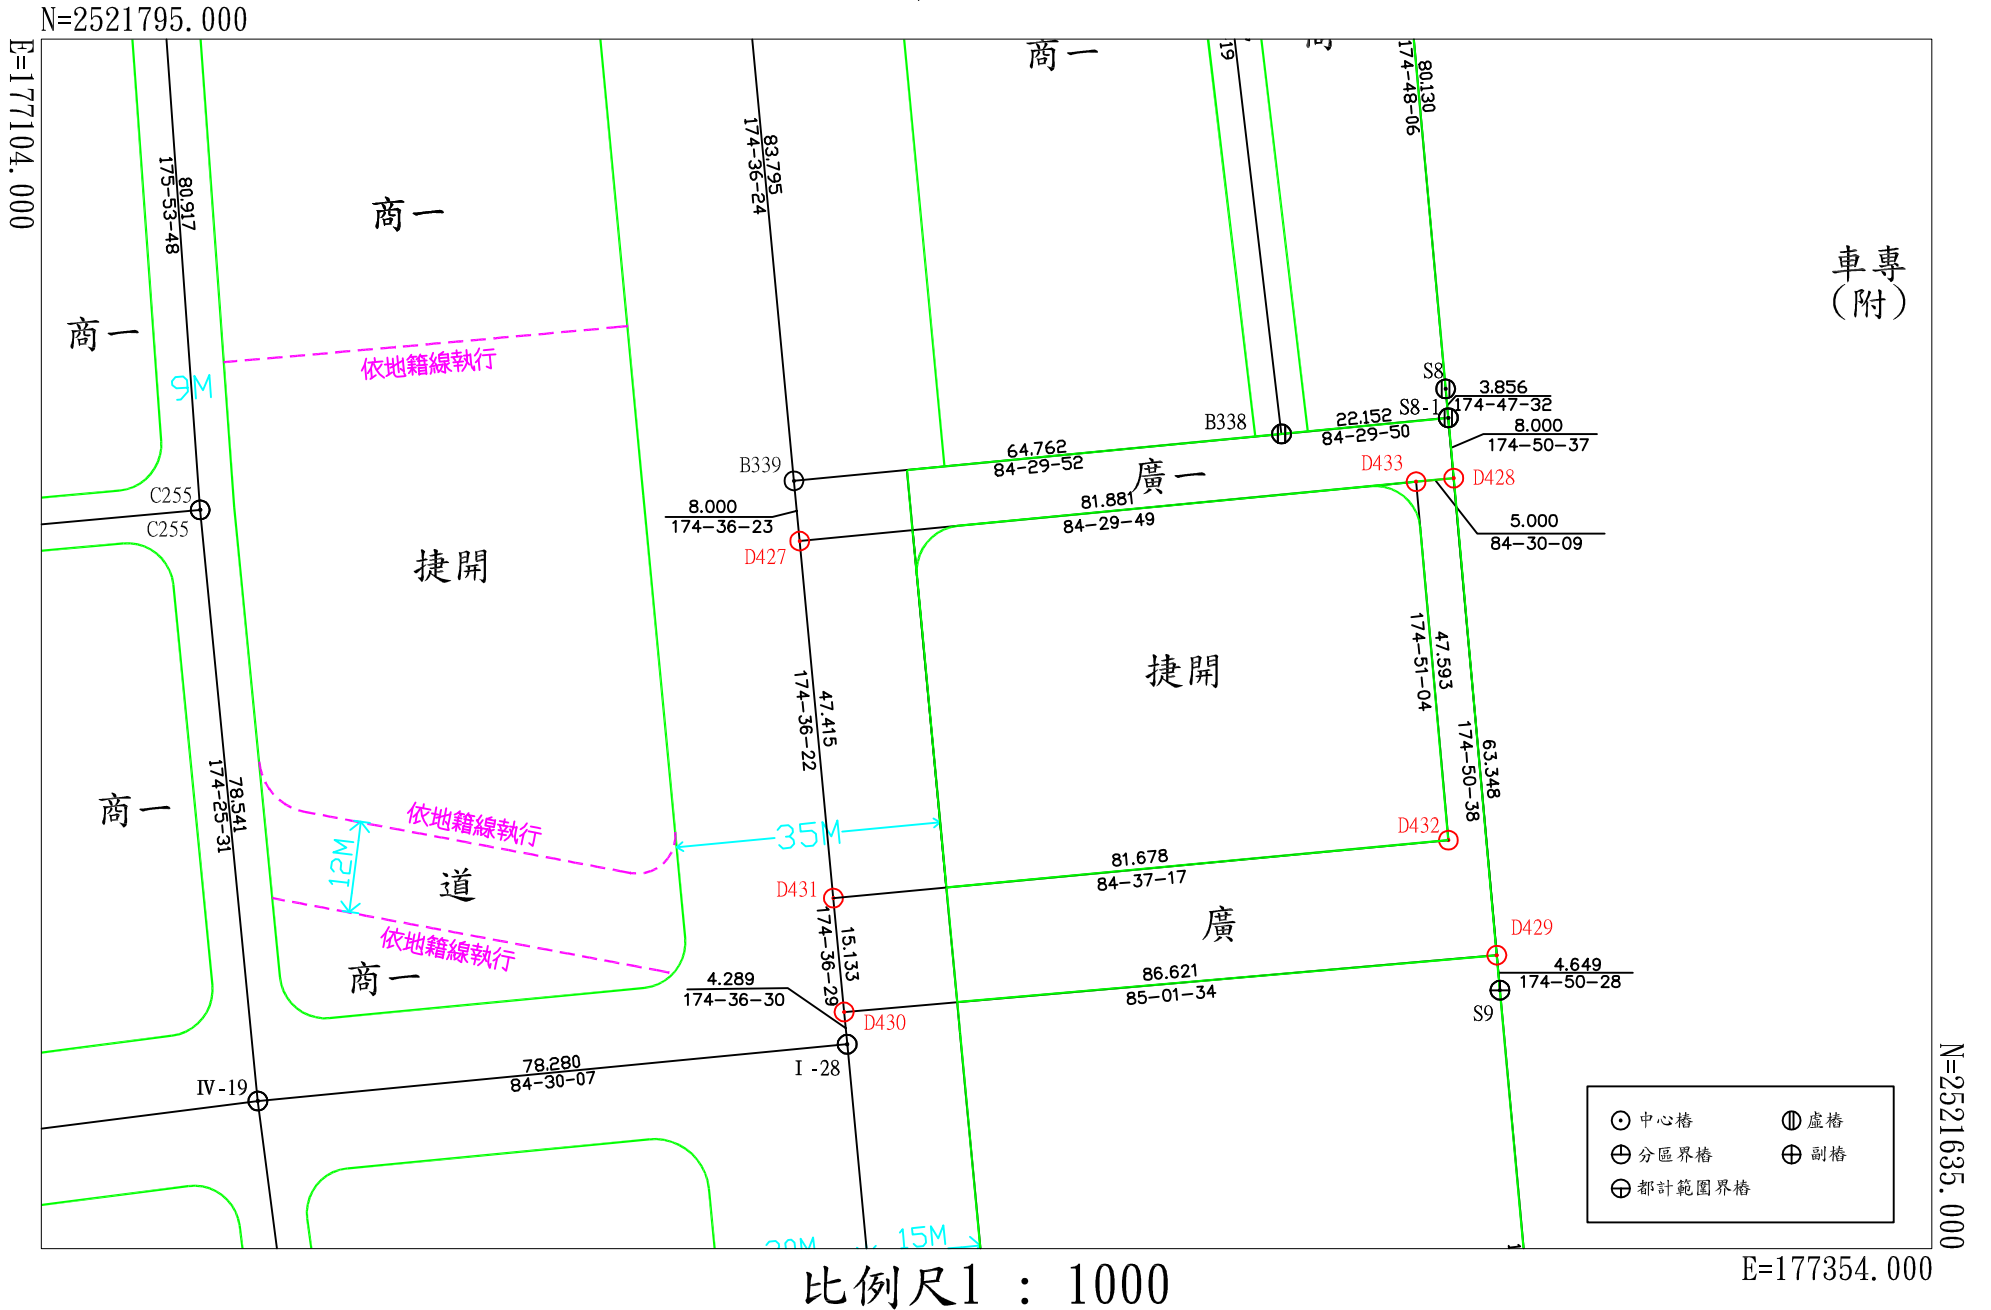 N=2521795.000
E=177104.000
商一
19
80.130
174-48-06
83.795
174-36-24
80.917
175-53-48
商一
車專
(附)
商一
依地籍線執行
9M
S8
3.856
174-47-32
S8-1
22.152
84-29-50
B338
8.000
174-50-37
64.762
84-29-52
B339
廣一
D433
D428
C255
C255
8.000
174-36-23
81.881
84-29-49
5.000
84-30-09
D427
捷開
捷開
47.593
174-51-04
47.415
174-36-22
63.348
174-50-38
78.541
174-25-31
商一
依地籍線執行
12M
35M
D432
道
D431
81.678
84-37-17
廣
依地籍線執行
15.133
174-36-29
D429
商一
4.289
174-36-30
86.621
85-01-34
4.649
174-50-28
S9
D430
I-28
78.280
84-30-07
IV-19
中心樁
虛樁
分區界樁
副樁
都計範圍界樁
15M
N=2521635.000
E=177354.000
比例尺1 : 1000